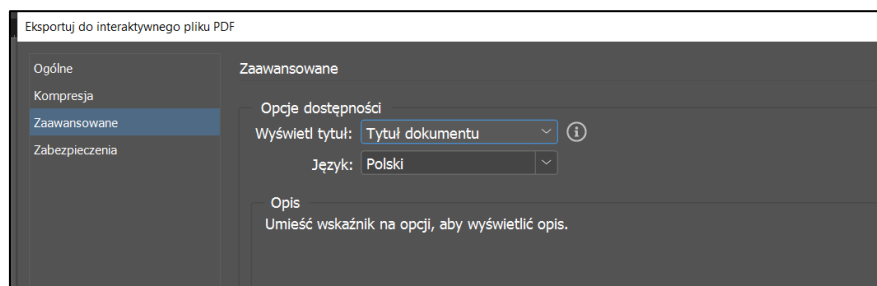 Eksportuj do interaktywnego pliku PDF
Ogólne
Kompresja
Zaawansowane
Zabezpieczenia
Zaawansowane
Opcje dostępności
Wyświetl tytuł: Tytuł dokumentu
Język: Polski
Opis
Umieść wskaźnik na opcji, aby wyświetlić opis.